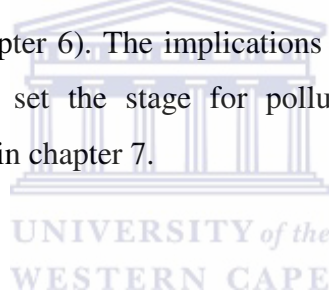 pter 6). The implications
set the stage for pollu
in chapter 7.
UNIVERSITY of the
WESTERN CAPE